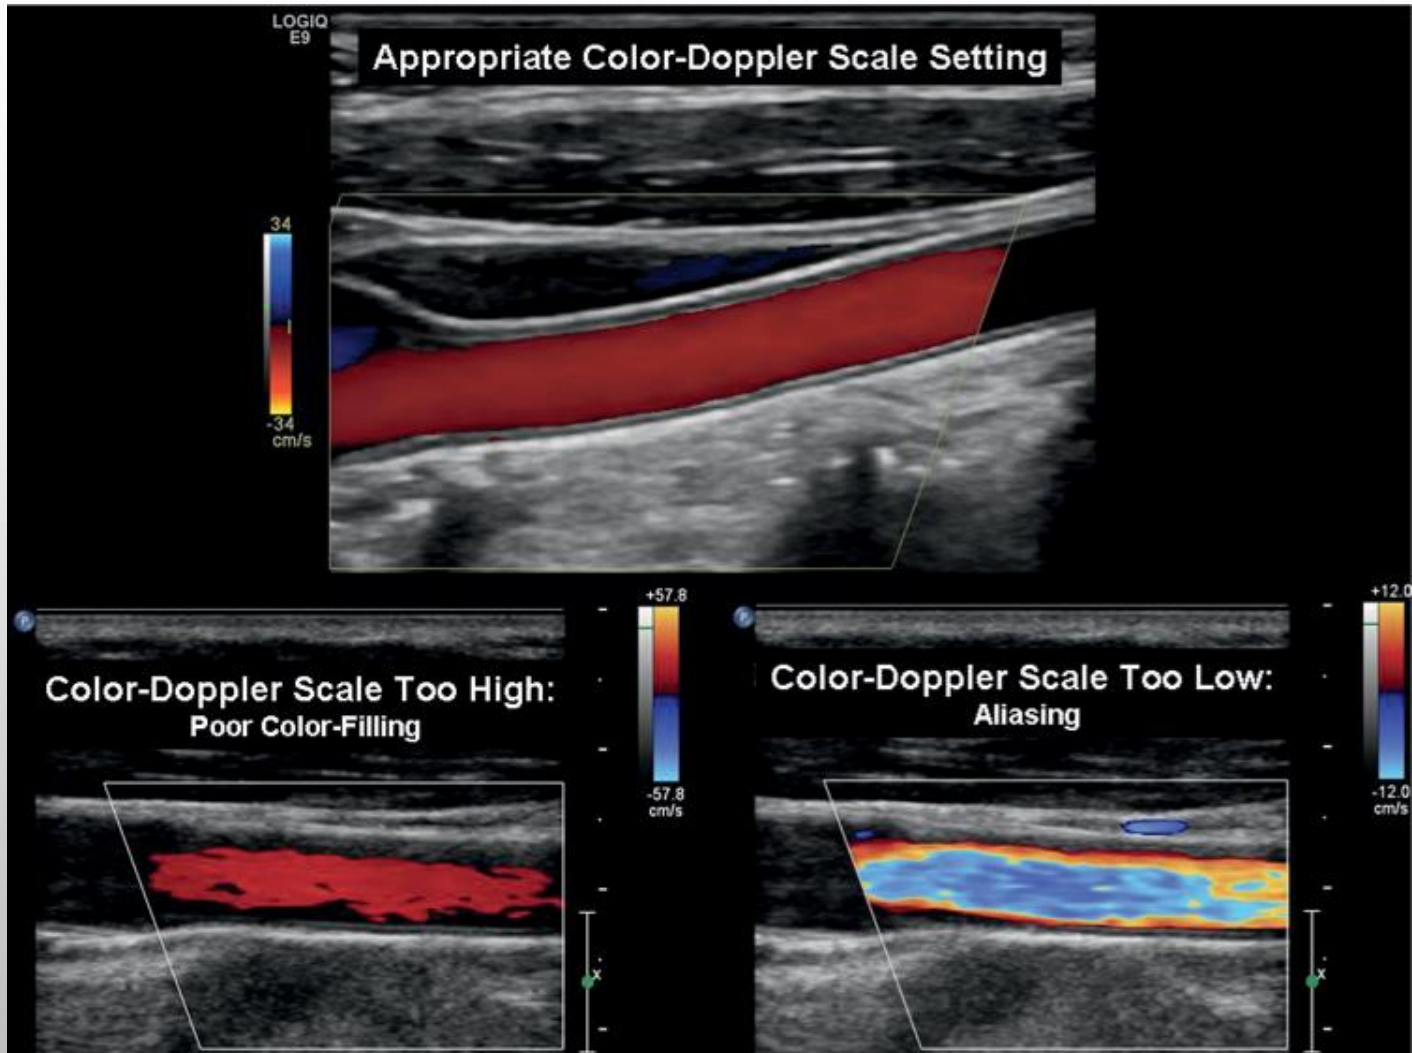 LOGIQ
E9
Appropriate Color-Doppler Scale Setting
34
-34
cm/s
+57.8
-57.8
cm/s
Color-Doppler Scale Too High:
Poor Color-Filling
x
+12.0
-12.0
cm/s
Color-Doppler Scale Too Low:
Aliasing
x